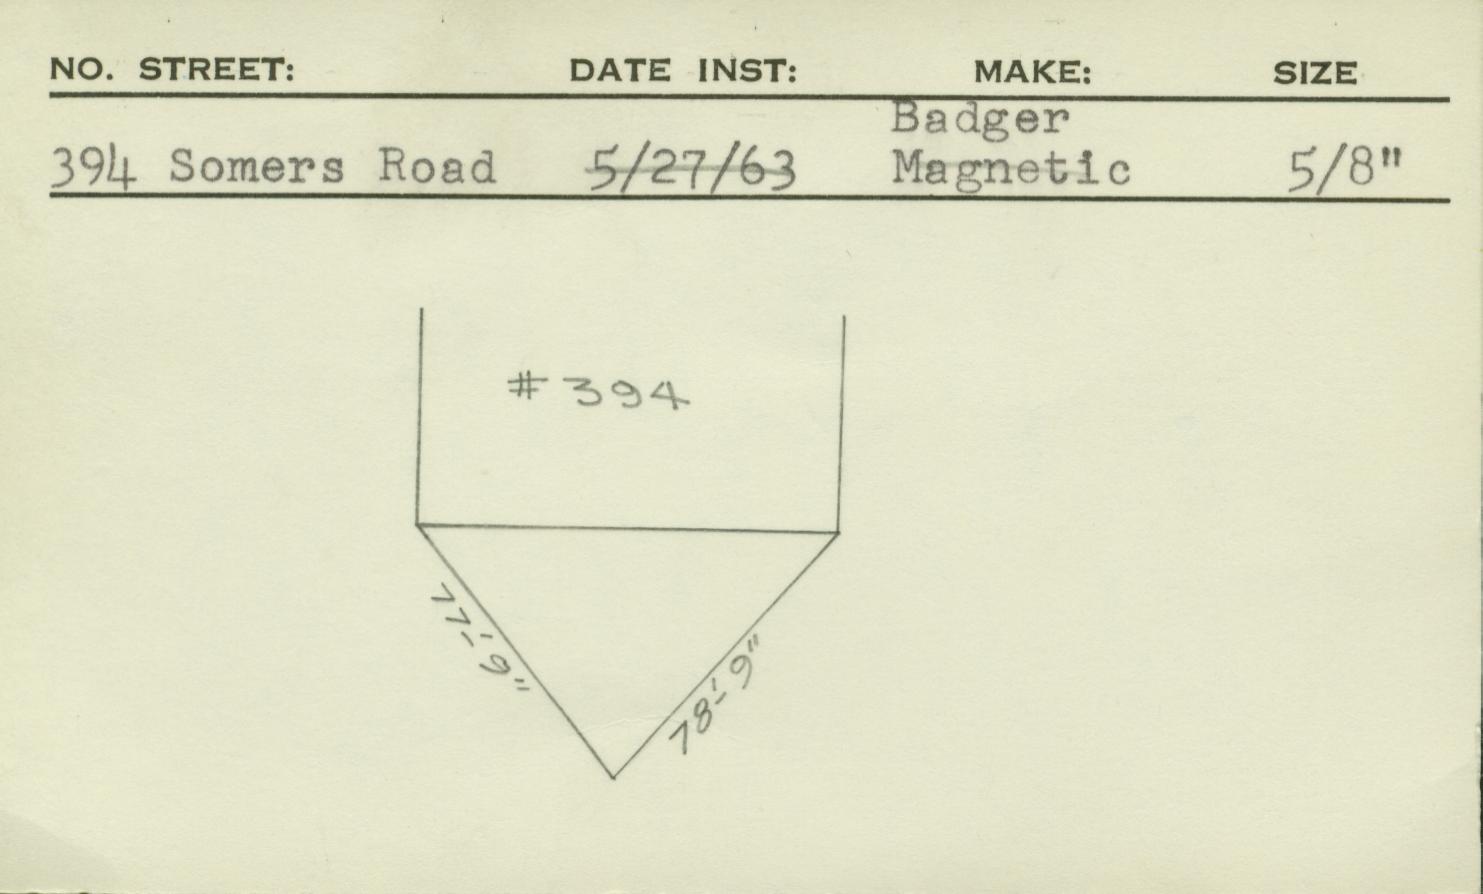 NO. STREET: DATE INST: MAKE: SIZE
Badger
394 Somers Road 5/27/63 Magnetic 5/8"
#394
77'-9"
78'-9"